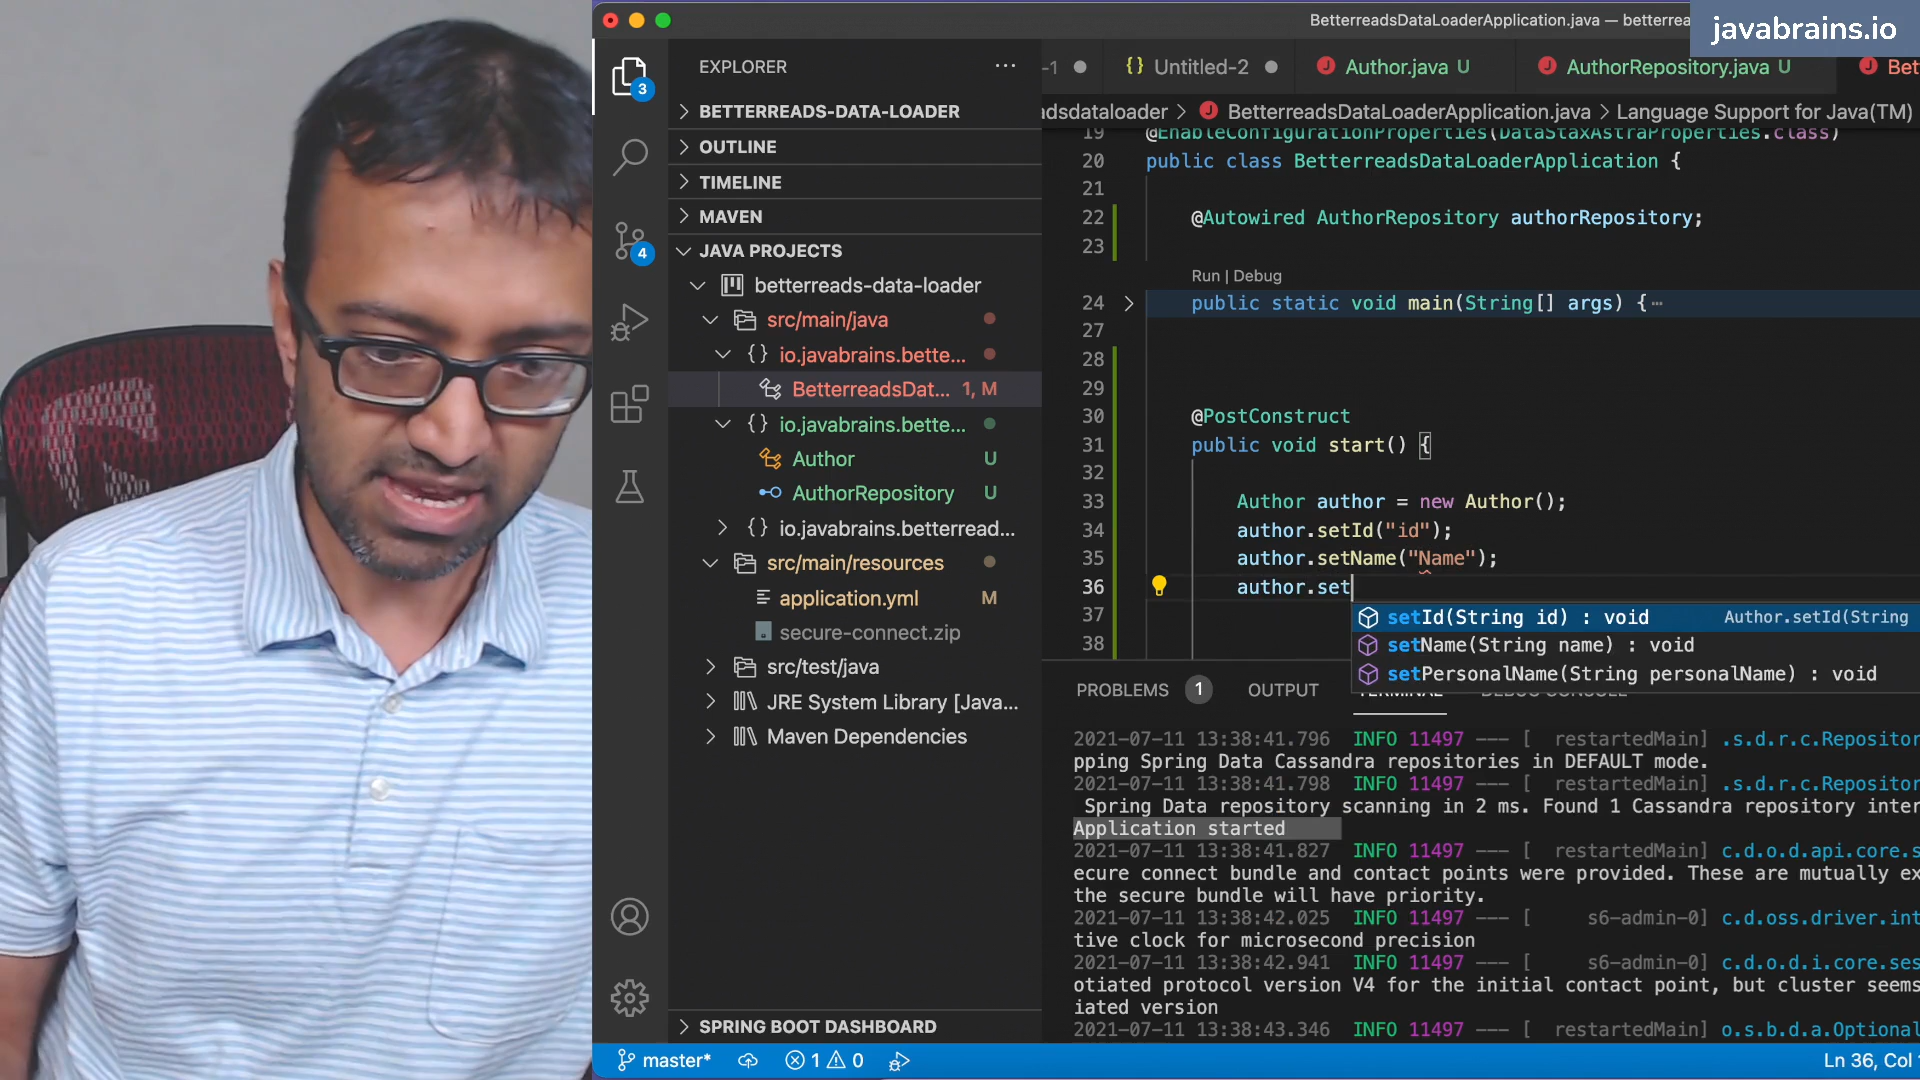 BetterreadsDataLoaderApplication.java — betterrea
javabrains.io
EXPLORER
-1
{} Untitled-2
Author.java U
AuthorRepository.java U
Bet
3
BETTERREADS-DATA-LOADER
OUTLINE
TIMELINE
MAVEN
4
JAVA PROJECTS
betterreads-data-loader
src/main/java
{} io.javabrains.bette...
BetterreadsDat... 1, M
{} io.javabrains.bette...
Author U
AuthorRepository U
{} io.javabrains.betterread...
src/main/resources
application.yml M
secure-connect.zip
src/test/java
JRE System Library [Java...
Maven Dependencies
SPRING BOOT DASHBOARD
adsdataloader > BetterreadsDataLoaderApplication.java > Language Support for Java(TM)
19 @EnableConfigurationProperties(DataStaxAstraProperties.class)
20 public class BetterreadsDataLoaderApplication {
21
22 @Autowired AuthorRepository authorRepository;
23
Run | Debug
24 public static void main(String[] args) {⋯
27
28
29
30 @PostConstruct
31 public void start() {
32
33 Author author = new Author();
34 author.setId("id");
35 author.setName("Name");
36 author.set
37
38
setId(String id) : void Author.setId(String
setName(String name) : void
setPersonalName(String personalName) : void
PROBLEMS 1 OUTPUT TERMINAL DEBUG CONSOLE
2021-07-11 13:38:41.796 INFO 11497 --- [ restartedMain] .s.d.r.c.Repositor
pping Spring Data Cassandra repositories in DEFAULT mode.
2021-07-11 13:38:41.798 INFO 11497 --- [ restartedMain] .s.d.r.c.Repositor
Spring Data repository scanning in 2 ms. Found 1 Cassandra repository inter
Application started
2021-07-11 13:38:41.827 INFO 11497 --- [ restartedMain] c.d.o.d.api.core.s
ecure connect bundle and contact points were provided. These are mutually ex
the secure bundle will have priority.
2021-07-11 13:38:42.025 INFO 11497 --- [ s6-admin-0] c.d.oss.driver.int
tive clock for microsecond precision
2021-07-11 13:38:42.941 INFO 11497 --- [ s6-admin-0] c.d.o.d.i.core.ses
otiated protocol version V4 for the initial contact point, but cluster seems
iated version
2021-07-11 13:38:43.346 INFO 11497 --- [ restartedMain] o.s.b.d.a.Optional
master* 1 0
Ln 36, Col